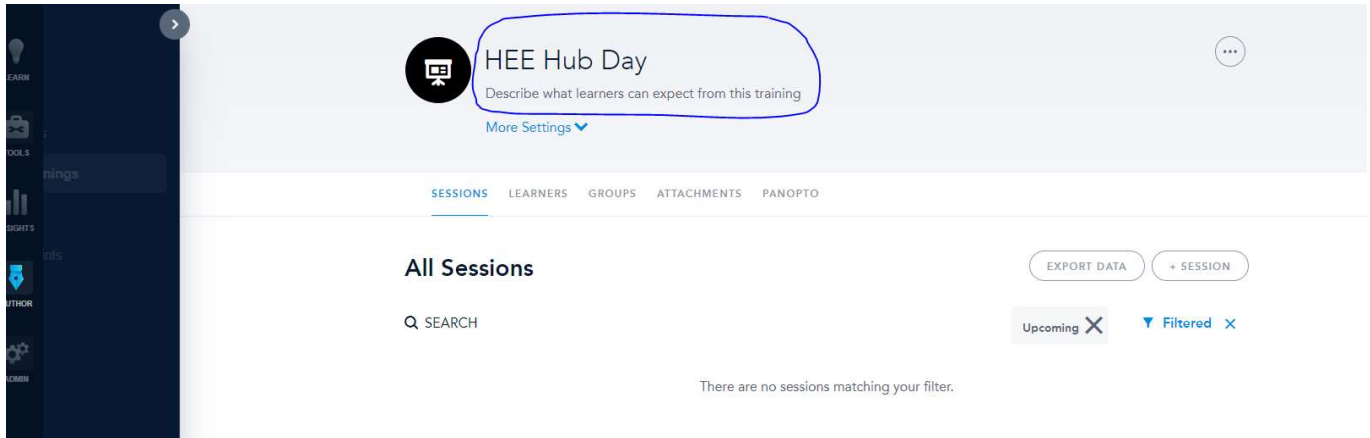 HEE Hub Day
Describe what learners can expect from this training
More Settings
LEARN
TOOLS
s
nings
SIGHTS
nts
UTHOR
ADMIN
SESSIONS LEARNERS GROUPS ATTACHMENTS PANOPTO
All Sessions
EXPORT DATA + SESSION
SEARCH
Upcoming Filtered
There are no sessions matching your filter.